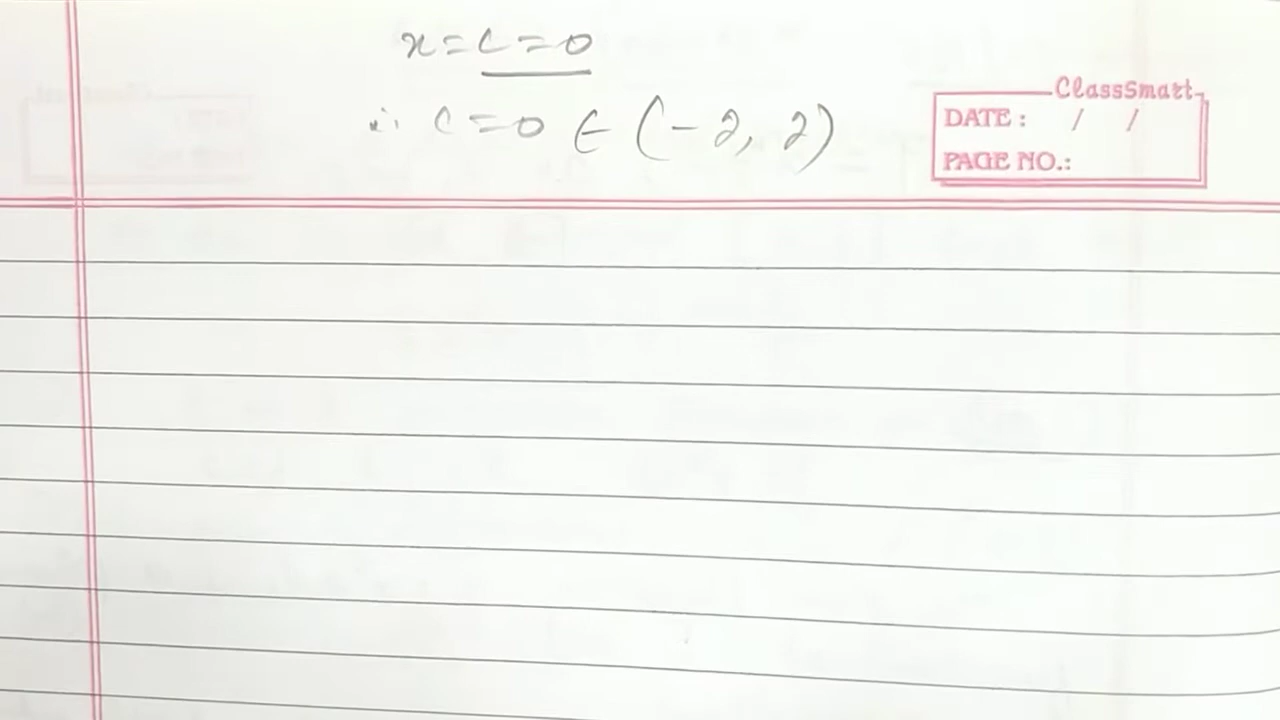 x = c = 0
∴ c = 0 ∈ (-2, 2)
ClassSmart
DATE : / /
PAGE NO.: